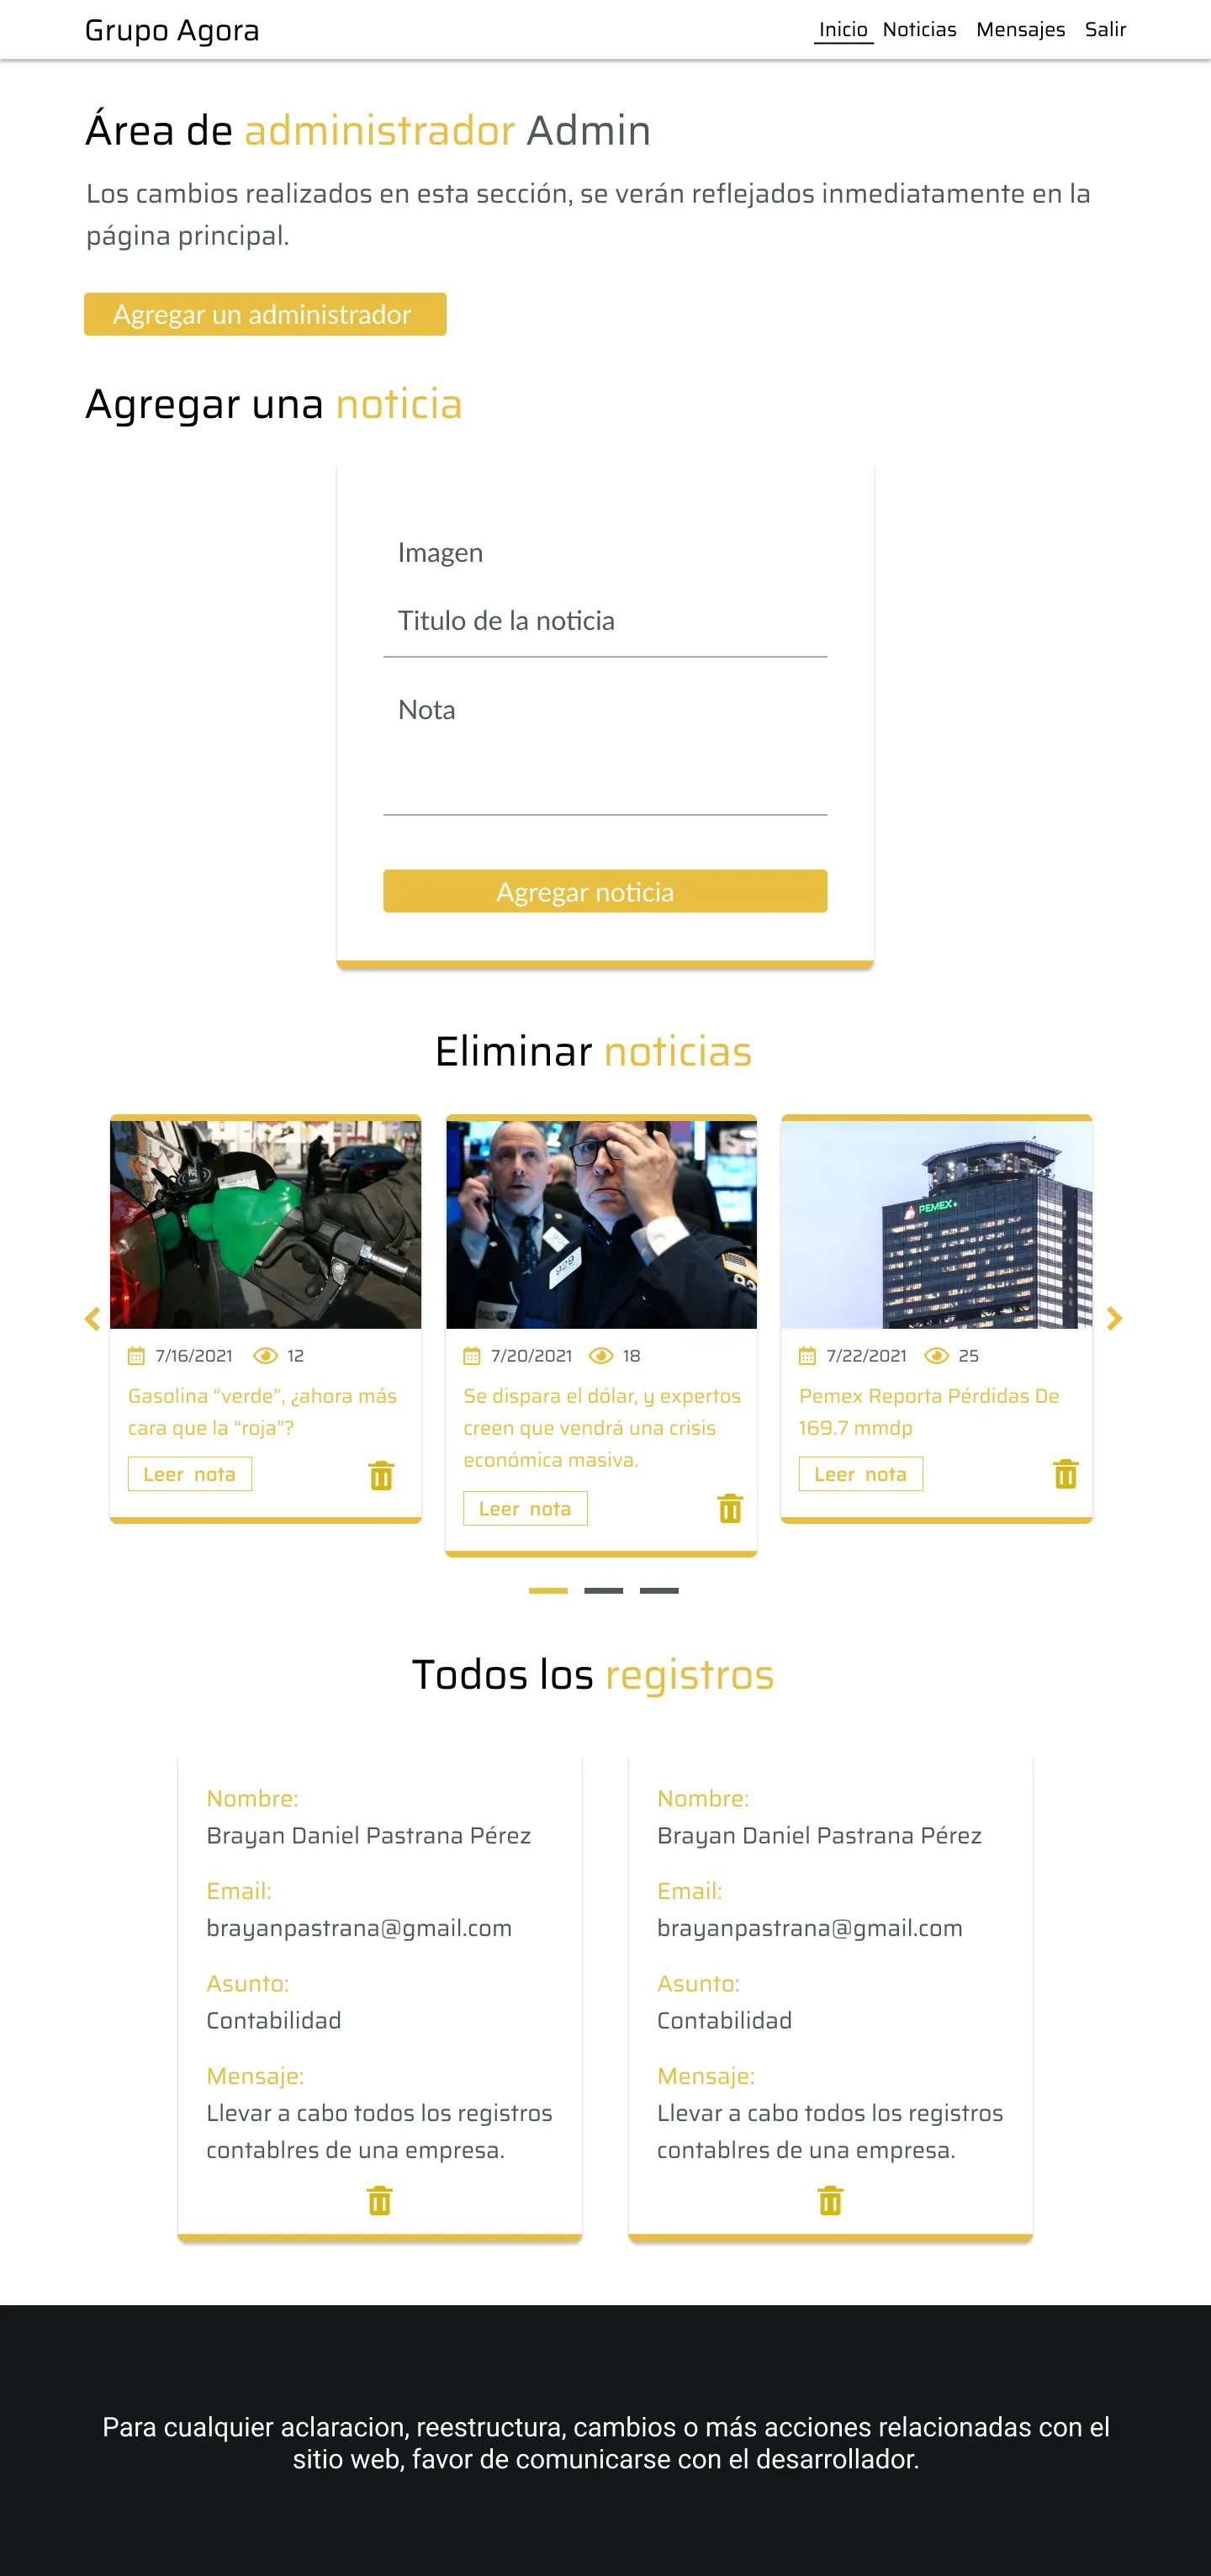 Grupo Agora
Inicio Noticias Mensajes Salir
Área de administrador Admin
Los cambios realizados en esta sección, se verán reflejados inmediatamente en la
página principal.
Agregar un administrador
Agregar una noticia
Imagen
Titulo de la noticia
Nota
Agregar noticia
Eliminar noticias
929
PEMEX
7/16/2021 12
Gasolina “verde”, ¿ahora más
cara que la “roja”?
Leer nota
7/20/2021 18
Se dispara el dólar, y expertos
creen que vendrá una crisis
económica masiva.
Leer nota
7/22/2021 25
Pemex Reporta Pérdidas De
169.7 mmdp
Leer nota
Todos los registros
Nombre:
Brayan Daniel Pastrana Pérez
Email:
brayanpastrana@gmail.com
Asunto:
Contabilidad
Mensaje:
Llevar a cabo todos los registros
contablres de una empresa.
Nombre:
Brayan Daniel Pastrana Pérez
Email:
brayanpastrana@gmail.com
Asunto:
Contabilidad
Mensaje:
Llevar a cabo todos los registros
contablres de una empresa.
Para cualquier aclaracion, reestructura, cambios o más acciones relacionadas con el
sitio web, favor de comunicarse con el desarrollador.